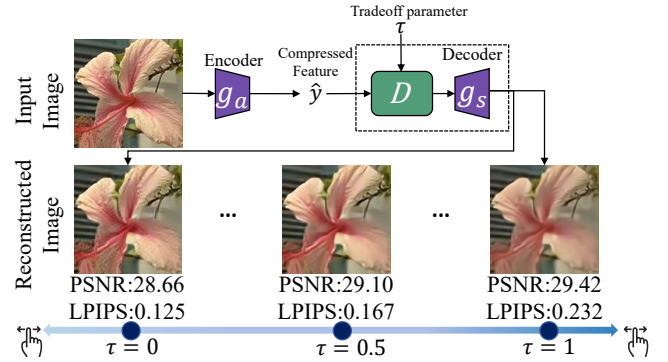 Tradeoff parameter
τ
Input
Image
Encoder
g_a
Compressed
Feature
ŷ
D
Decoder
g_s
Reconstructed
Image
...
...
PSNR:28.66
LPIPS:0.125
PSNR:29.10
LPIPS:0.167
PSNR:29.42
LPIPS:0.232
τ = 0
τ = 0.5
τ = 1